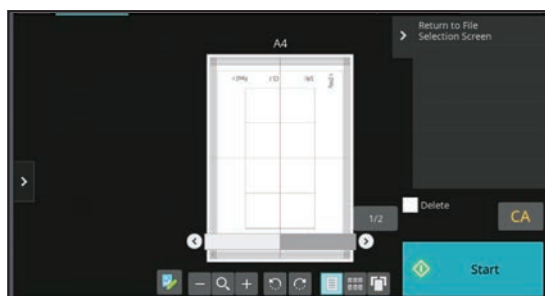 A4
Return to File
Selection Screen
1/2
Delete
CA
Start